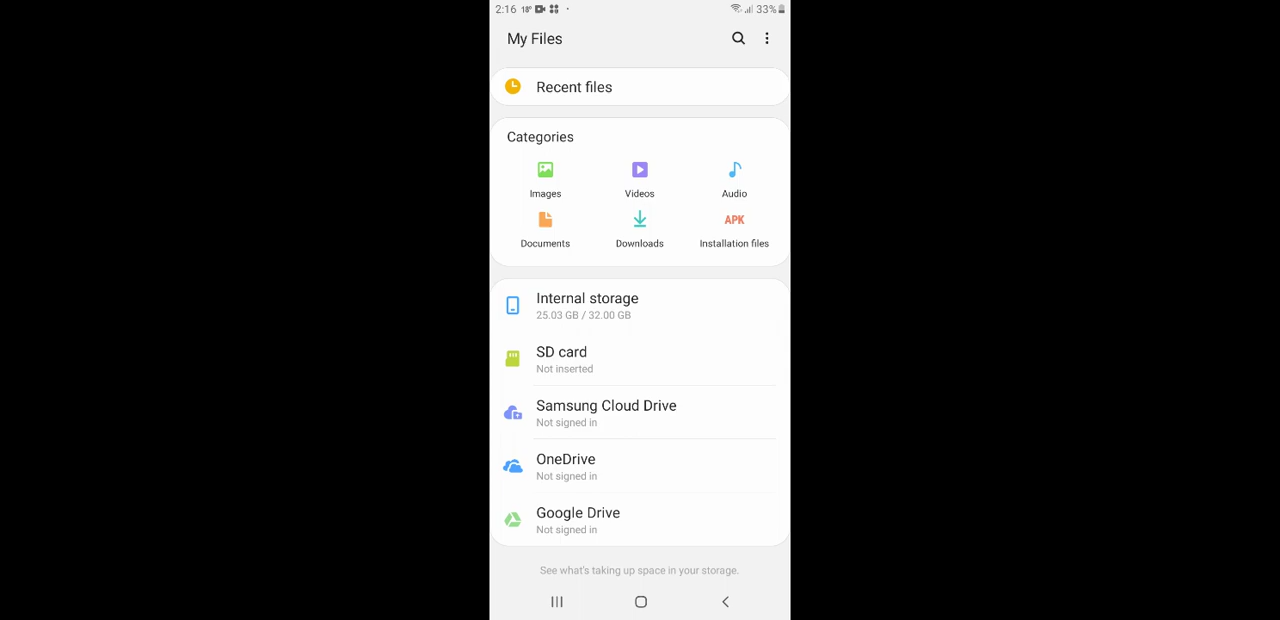 2:16 18° 33%
My Files
Recent files
Categories
Images Videos Audio
Documents Downloads APK Installation files
Internal storage
25.03 GB / 32.00 GB
SD card
Not inserted
Samsung Cloud Drive
Not signed in
OneDrive
Not signed in
Google Drive
Not signed in
See what's taking up space in your storage.